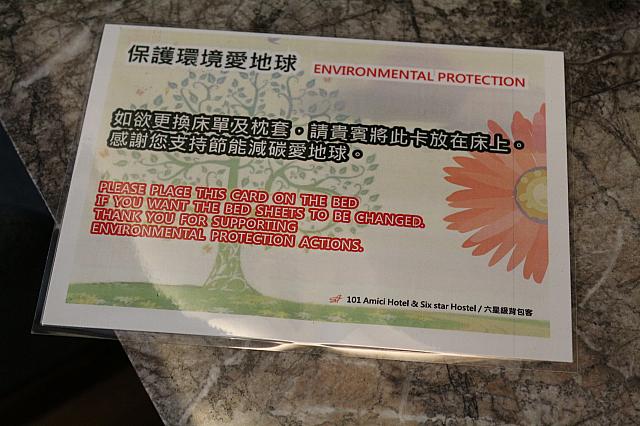 保護環境愛地球 ENVIRONMENTAL PROTECTION
如欲更換床單及枕套，請貴賓將此卡放在床上。
感謝您支持節能減碳愛地球。
PLEASE PLACE THIS CARD ON THE BED
IF YOU WANT THE BED SHEETS TO BE CHANGED.
THANK YOU FOR SUPPORTING
ENVIRONMENTAL PROTECTION ACTIONS.
101 Amici Hotel & Six star Hostel / 六星級背包客